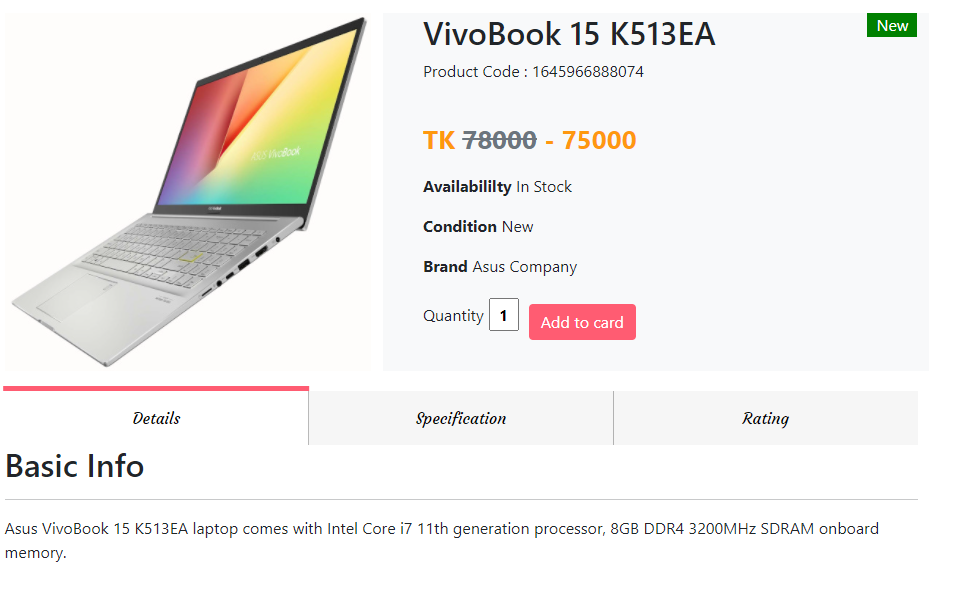 VivoBook 15 K513EA
New
Product Code : 1645966888074
TK 78000 - 75000
Availabililty In Stock
Condition New
Brand Asus Company
Quantity 1 Add to card
ASUS VivoBook
Details
Specification
Rating
Basic Info
Asus VivoBook 15 K513EA laptop comes with Intel Core i7 11th generation processor, 8GB DDR4 3200MHz SDRAM onboard
memory.